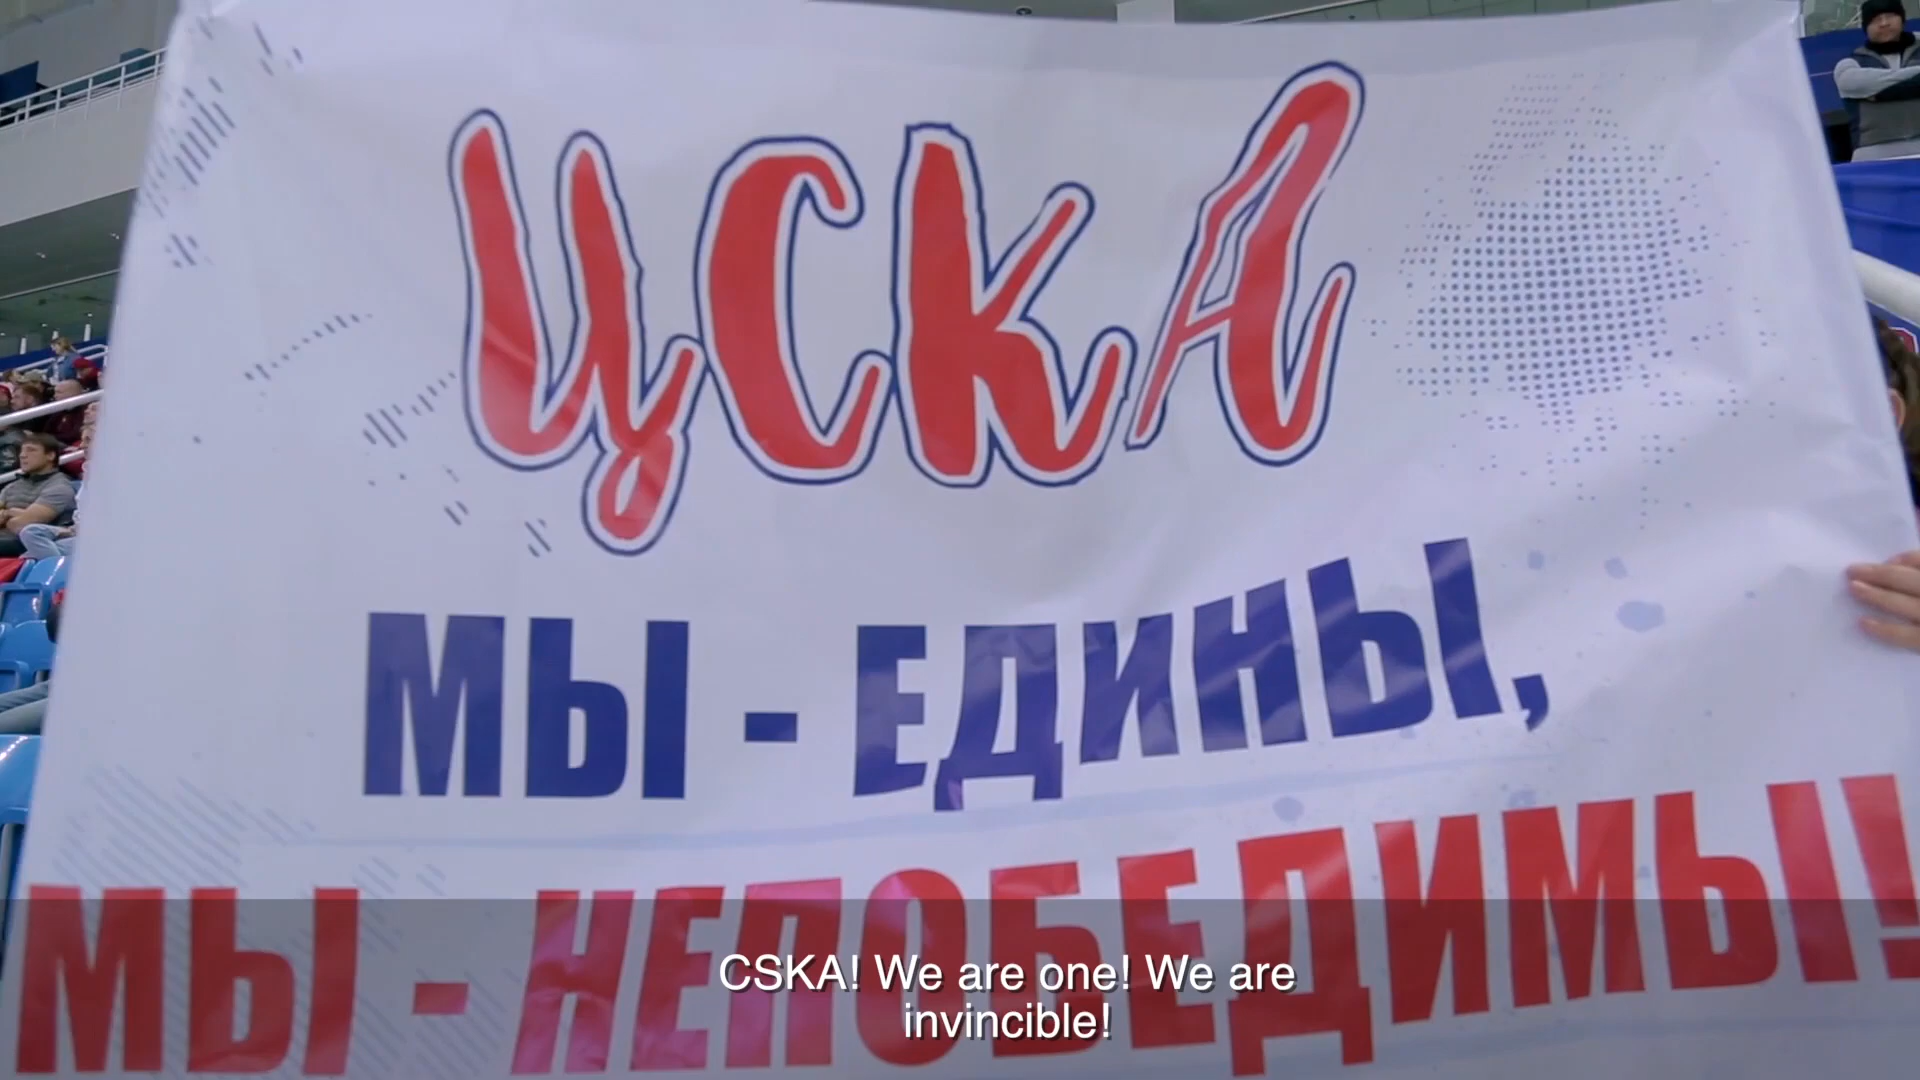 ЦСКА
МЫ - ЕДИНЫ,
МЫ - НЕПОБЕДИМЫ!
CSKA! We are one! We are
invincible!